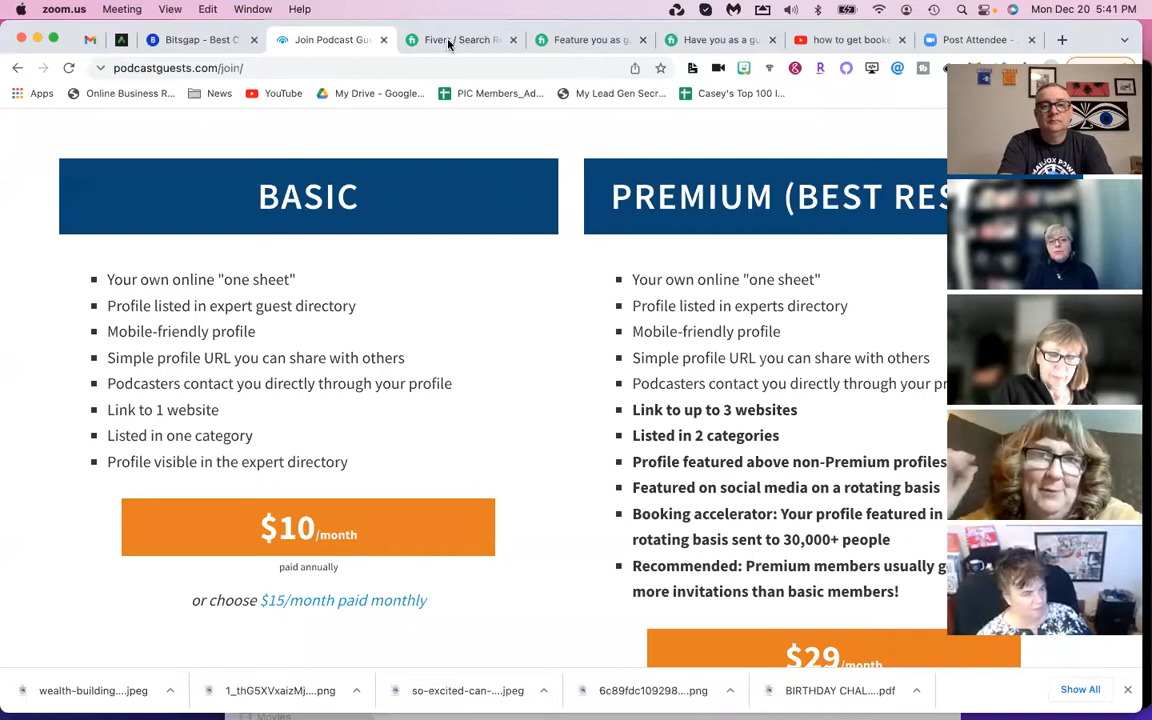 zoom.us Meeting View Edit Window Help Mon Dec 20 5:41 PM
Bitsgap - Best C Join Podcast Gue Fiverr / Search Re Feature you as g Have you as a gu how to get booke Post Attendee -
podcastguests.com/join/
Apps Online Business R... News YouTube My Drive - Google... PIC Members_Ad... My Lead Gen Secr... Casey's Top 100 I...
BASIC
Your own online "one sheet"
Profile listed in expert guest directory
Mobile-friendly profile
Simple profile URL you can share with others
Podcasters contact you directly through your profile
Link to 1 website
Listed in one category
Profile visible in the expert directory
$10/month
paid annually
or choose $15/month paid monthly
PREMIUM (BEST RES
Your own online "one sheet"
Profile listed in experts directory
Mobile-friendly profile
Simple profile URL you can share with others
Podcasters contact you directly through your pr
Link to up to 3 websites
Listed in 2 categories
Profile featured above non-Premium profiles
Featured on social media on a rotating basis
Booking accelerator: Your profile featured in
rotating basis sent to 30,000+ people
Recommended: Premium members usually g
more invitations than basic members!
$29/month
wealth-building....jpeg 1_thG5XVxaizMj....png so-excited-can-....jpeg 6c89fdc109298....png BIRTHDAY CHAL....pdf Show All
Movies